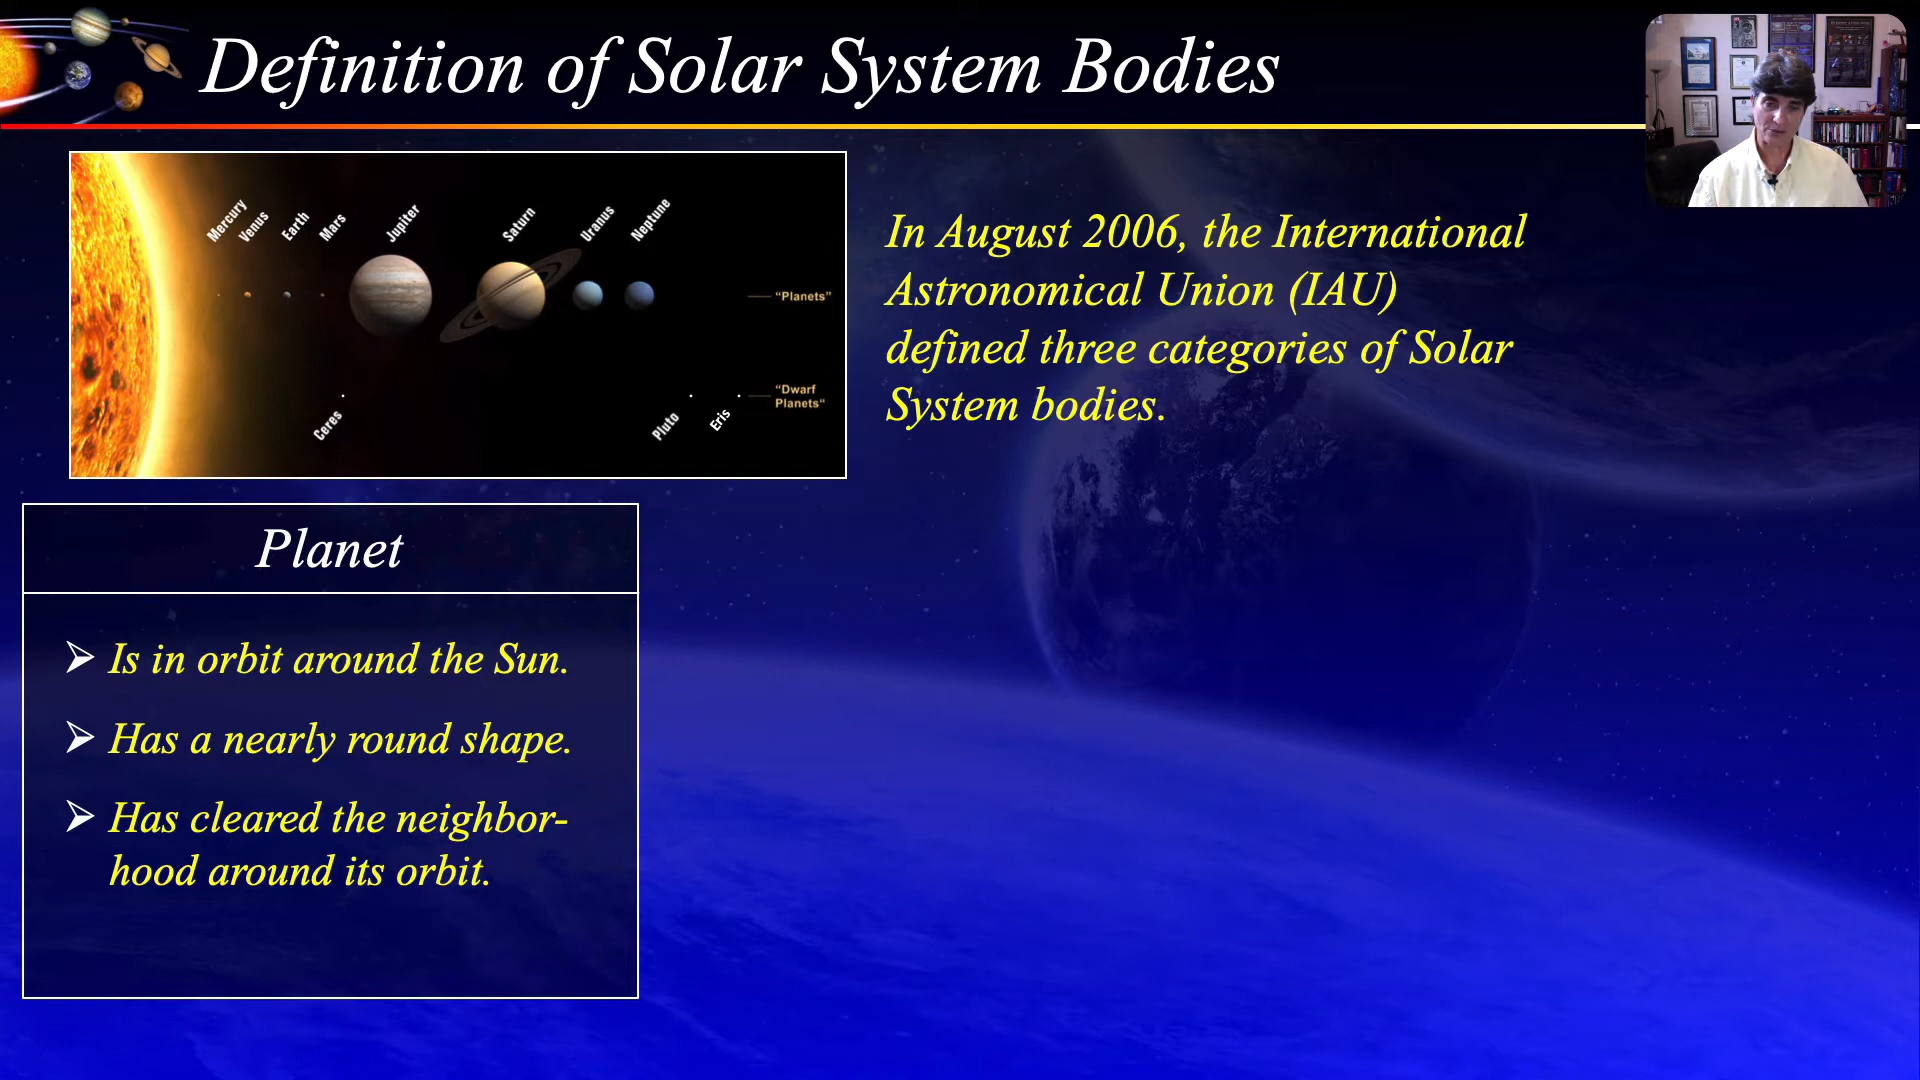 Definition of Solar System Bodies
Mercury
Venus
Earth
Mars
Jupiter
Saturn
Uranus
Neptune
“Planets”
Ceres
Pluto
Eris
“Dwarf
Planets“
In August 2006, the International
Astronomical Union (IAU)
defined three categories of Solar
System bodies.
Planet
➢ Is in orbit around the Sun.
➢ Has a nearly round shape.
➢ Has cleared the neighbor-
hood around its orbit.